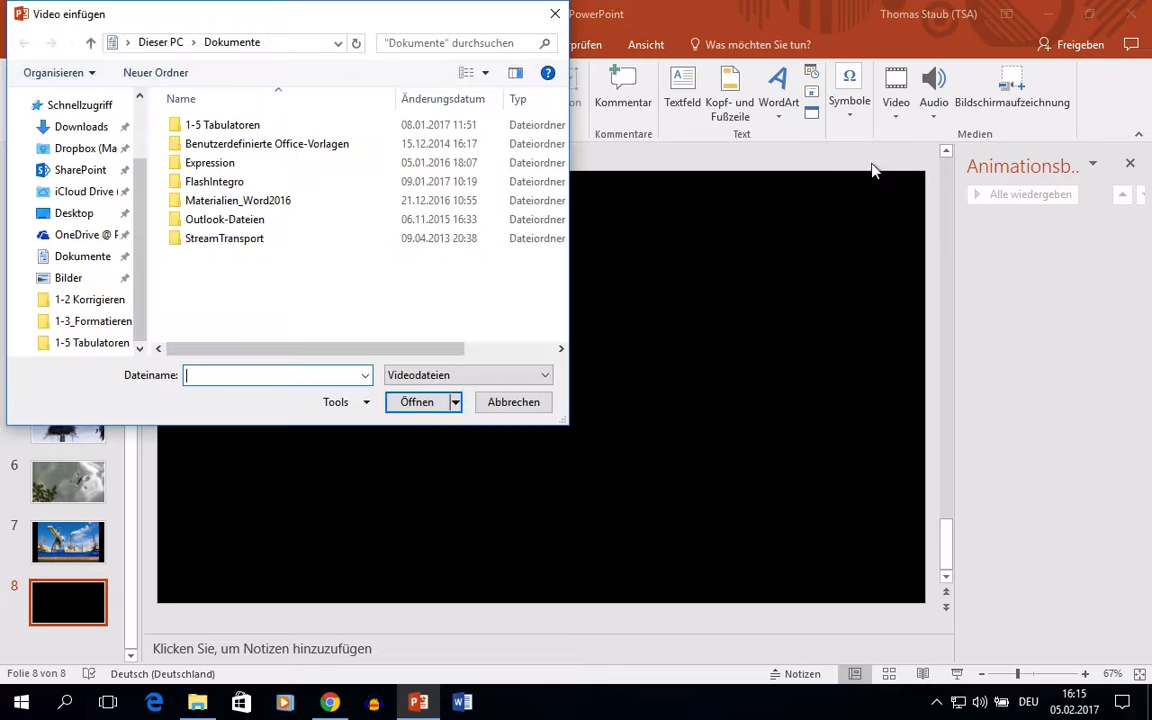 Video einfügen
PowerPoint
Thomas Staub (TSA)
Dieser PC
Dokumente
"Dokumente" durchsuchen
Ansicht
Was möchten Sie tun?
Freigeben
Organisieren
Neuer Ordner
Kommentar
Textfeld
Kopf- und
Fußzeile
WordArt
Symbole
Video
Audio
Bildschirmaufzeichnung
Kommentare
Text
Medien
Name
Änderungsdatum
Typ
Schnellzugriff
Downloads
Dropbox (Ma
SharePoint
iCloud Drive
Desktop
OneDrive @ P
Dokumente
Bilder
1-2 Korrigieren
1-3_Formatieren
1-5 Tabulatoren
1-5 Tabulatoren 08.01.2017 11:51 Dateiordner
Benutzerdefinierte Office-Vorlagen 15.12.2014 16:17 Dateiordner
Expression 05.01.2016 18:07 Dateiordner
FlashIntegro 09.01.2017 10:19 Dateiordner
Materialien_Word2016 21.12.2016 10:55 Dateiordner
Outlook-Dateien 06.11.2015 16:33 Dateiordner
StreamTransport 09.04.2013 20:38 Dateiordner
Dateiname:
Videodateien
Tools
Öffnen
Abbrechen
Animationsb..
Alle wiedergeben
6
7
8
Klicken Sie, um Notizen hinzuzufügen
Folie 8 von 8
Deutsch (Deutschland)
Notizen
67%
DEU
16:15
05.02.2017